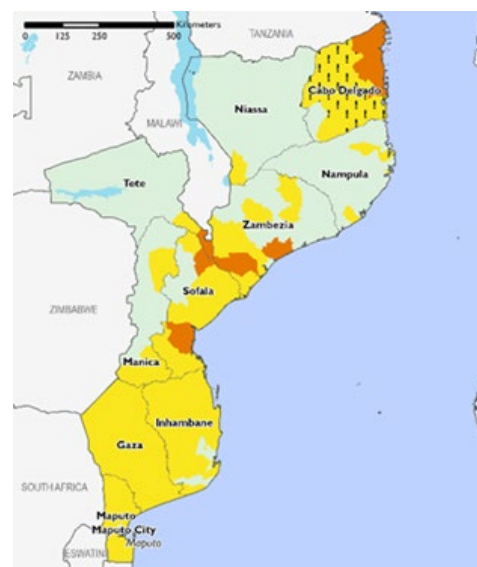 Kilometers
0 125 250 500
TANZANIA
ZAMBIA
Cabo Delgado
Niassa
MALAWI
Nampula
Tete
Zambezia
Sofala
ZIMBABWE
Manica
Inhambane
Gaza
SOUTH AFRICA
Maputo
Maputo City
Maputo
ESWATINI